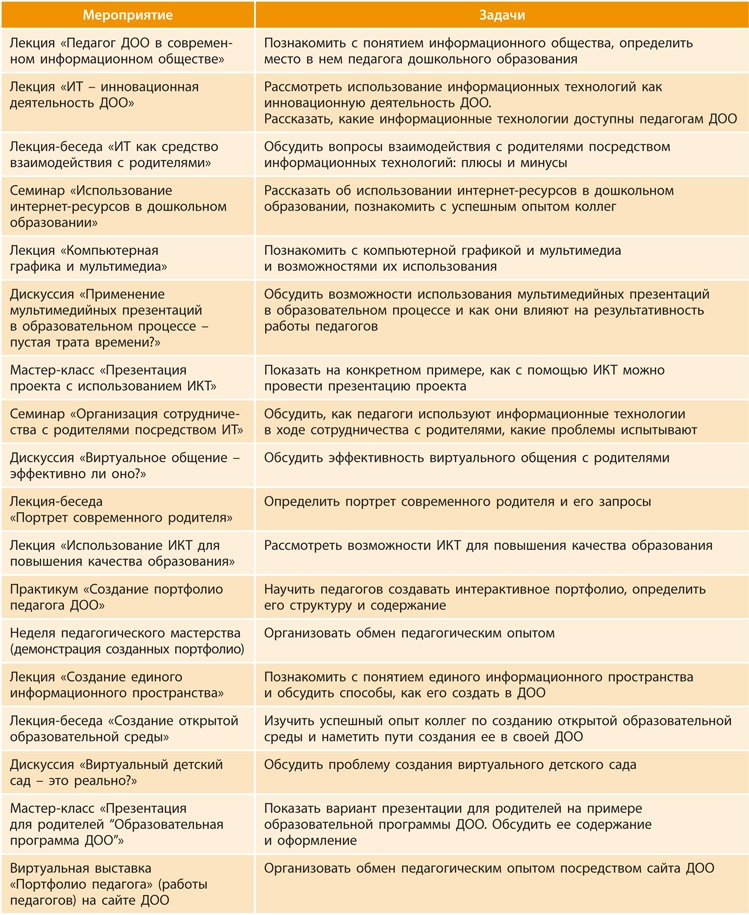 Мероприятие
Задачи
Лекция «Педагог ДОО в современ-
ном информационном обществе»
Познакомить с понятием информационного общества, определить
место в нем педагога дошкольного образования
Лекция «ИТ – инновационная
деятельность ДОО»
Рассмотреть использование информационных технологий как
инновационную деятельность ДОО.
Рассказать, какие информационные технологии доступны педагогам ДОО
Лекция-беседа «ИТ как средство
взаимодействия с родителями»
Обсудить вопросы взаимодействия с родителями посредством
информационных технологий: плюсы и минусы
Семинар «Использование
интернет-ресурсов в дошкольном
образовании»
Рассказать об использовании интернет-ресурсов в дошкольном
образовании, познакомить с успешным опытом коллег
Лекция «Компьютерная
графика и мультимедиа»
Познакомить с компьютерной графикой и мультимедиа
и возможностями их использования
Дискуссия «Применение
мультимедийных презентаций
в образовательном процессе –
пустая трата времени?»
Обсудить возможности использования мультимедийных презентаций
в образовательном процессе и как они влияют на результативность
работы педагогов
Мастер-класс «Презентация
проекта с использованием ИКТ»
Показать на конкретном примере, как с помощью ИКТ можно
провести презентацию проекта
Семинар «Организация сотрудниче-
ства с родителями посредством ИТ»
Обсудить, как педагоги используют информационные технологии
в ходе сотрудничества с родителями, какие проблемы испытывают
Дискуссия «Виртуальное общение –
эффективно ли оно?»
Обсудить эффективность виртуального общения с родителями
Лекция-беседа
«Портрет современного родителя»
Определить портрет современного родителя и его запросы
Лекция «Использование ИКТ для
повышения качества образования»
Рассмотреть возможности ИКТ для повышения качества образования
Практикум «Создание портфолио
педагога ДОО»
Научить педагогов создавать интерактивное портфолио, определить
его структуру и содержание
Неделя педагогического мастерства
(демонстрация созданных портфолио)
Организовать обмен педагогическим опытом
Лекция «Создание единого
информационного пространства»
Познакомить с понятием единого информационного пространства
и обсудить способы, как его создать в ДОО
Лекция-беседа «Создание открытой
образовательной среды»
Изучить успешный опыт коллег по созданию открытой образовательной
среды и наметить пути создания ее в своей ДОО
Дискуссия «Виртуальный детский
сад – это реально?»
Обсудить проблему создания виртуального детского сада
Мастер-класс «Презентация
для родителей “Образовательная
программа ДОО”»
Показать вариант презентации для родителей на примере
образовательной программы ДОО. Обсудить ее содержание
и оформление
Виртуальная выставка
«Портфолио педагога» (работы
педагогов) на сайте ДОО
Организовать обмен педагогическим опытом посредством сайта ДОО